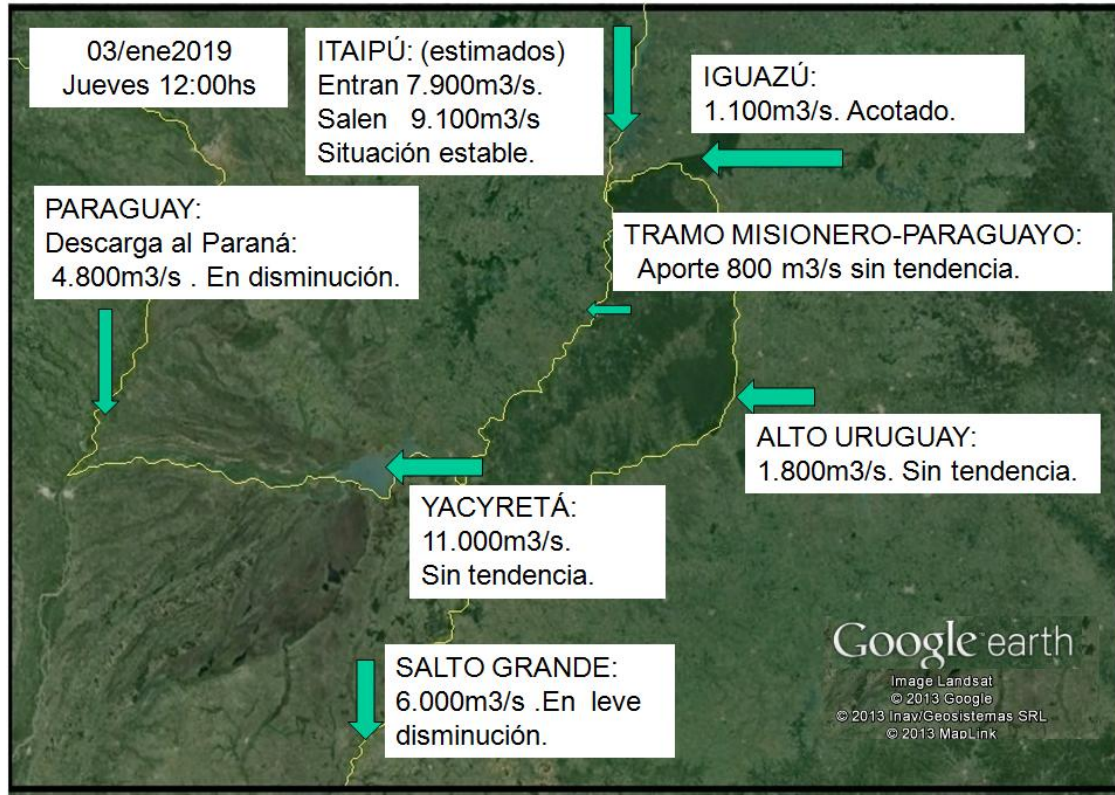 03/ene2019
Jueves 12:00hs
ITAIPÚ: (estimados)
Entran 7.900m3/s.
Salen 9.100m3/s
Situación estable.
IGUAZÚ:
1.100m3/s. Acotado.
PARAGUAY:
Descarga al Paraná:
4.800m3/s . En disminución.
TRAMO MISIONERO-PARAGUAYO:
Aporte 800 m3/s sin tendencia.
ALTO URUGUAY:
1.800m3/s. Sin tendencia.
YACYRETÁ:
11.000m3/s.
Sin tendencia.
SALTO GRANDE:
6.000m3/s .En leve
disminución.
Google earth
Image Landsat
© 2013 Google
© 2013 Inav/Geosistemas SRL
© 2013 MapLink